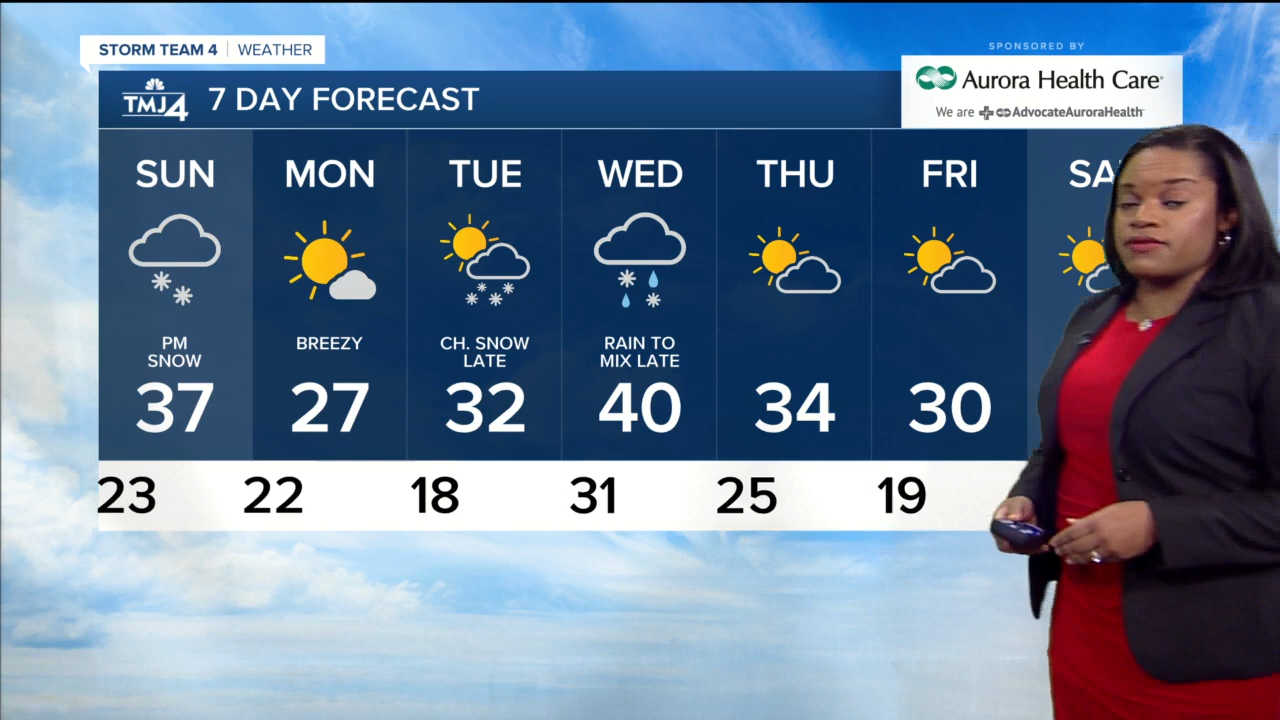 STORM TEAM 4 | WEATHER
SPONSORED BY
Aurora Health Care
We are AdvocateAuroraHealth
TMJ4
7 DAY FORECAST
SUN MON TUE WED THU FRI SA
PM SNOW
BREEZY
CH. SNOW LATE
RAIN TO MIX LATE
37 27 32 40 34 30
23 22 18 31 25 19